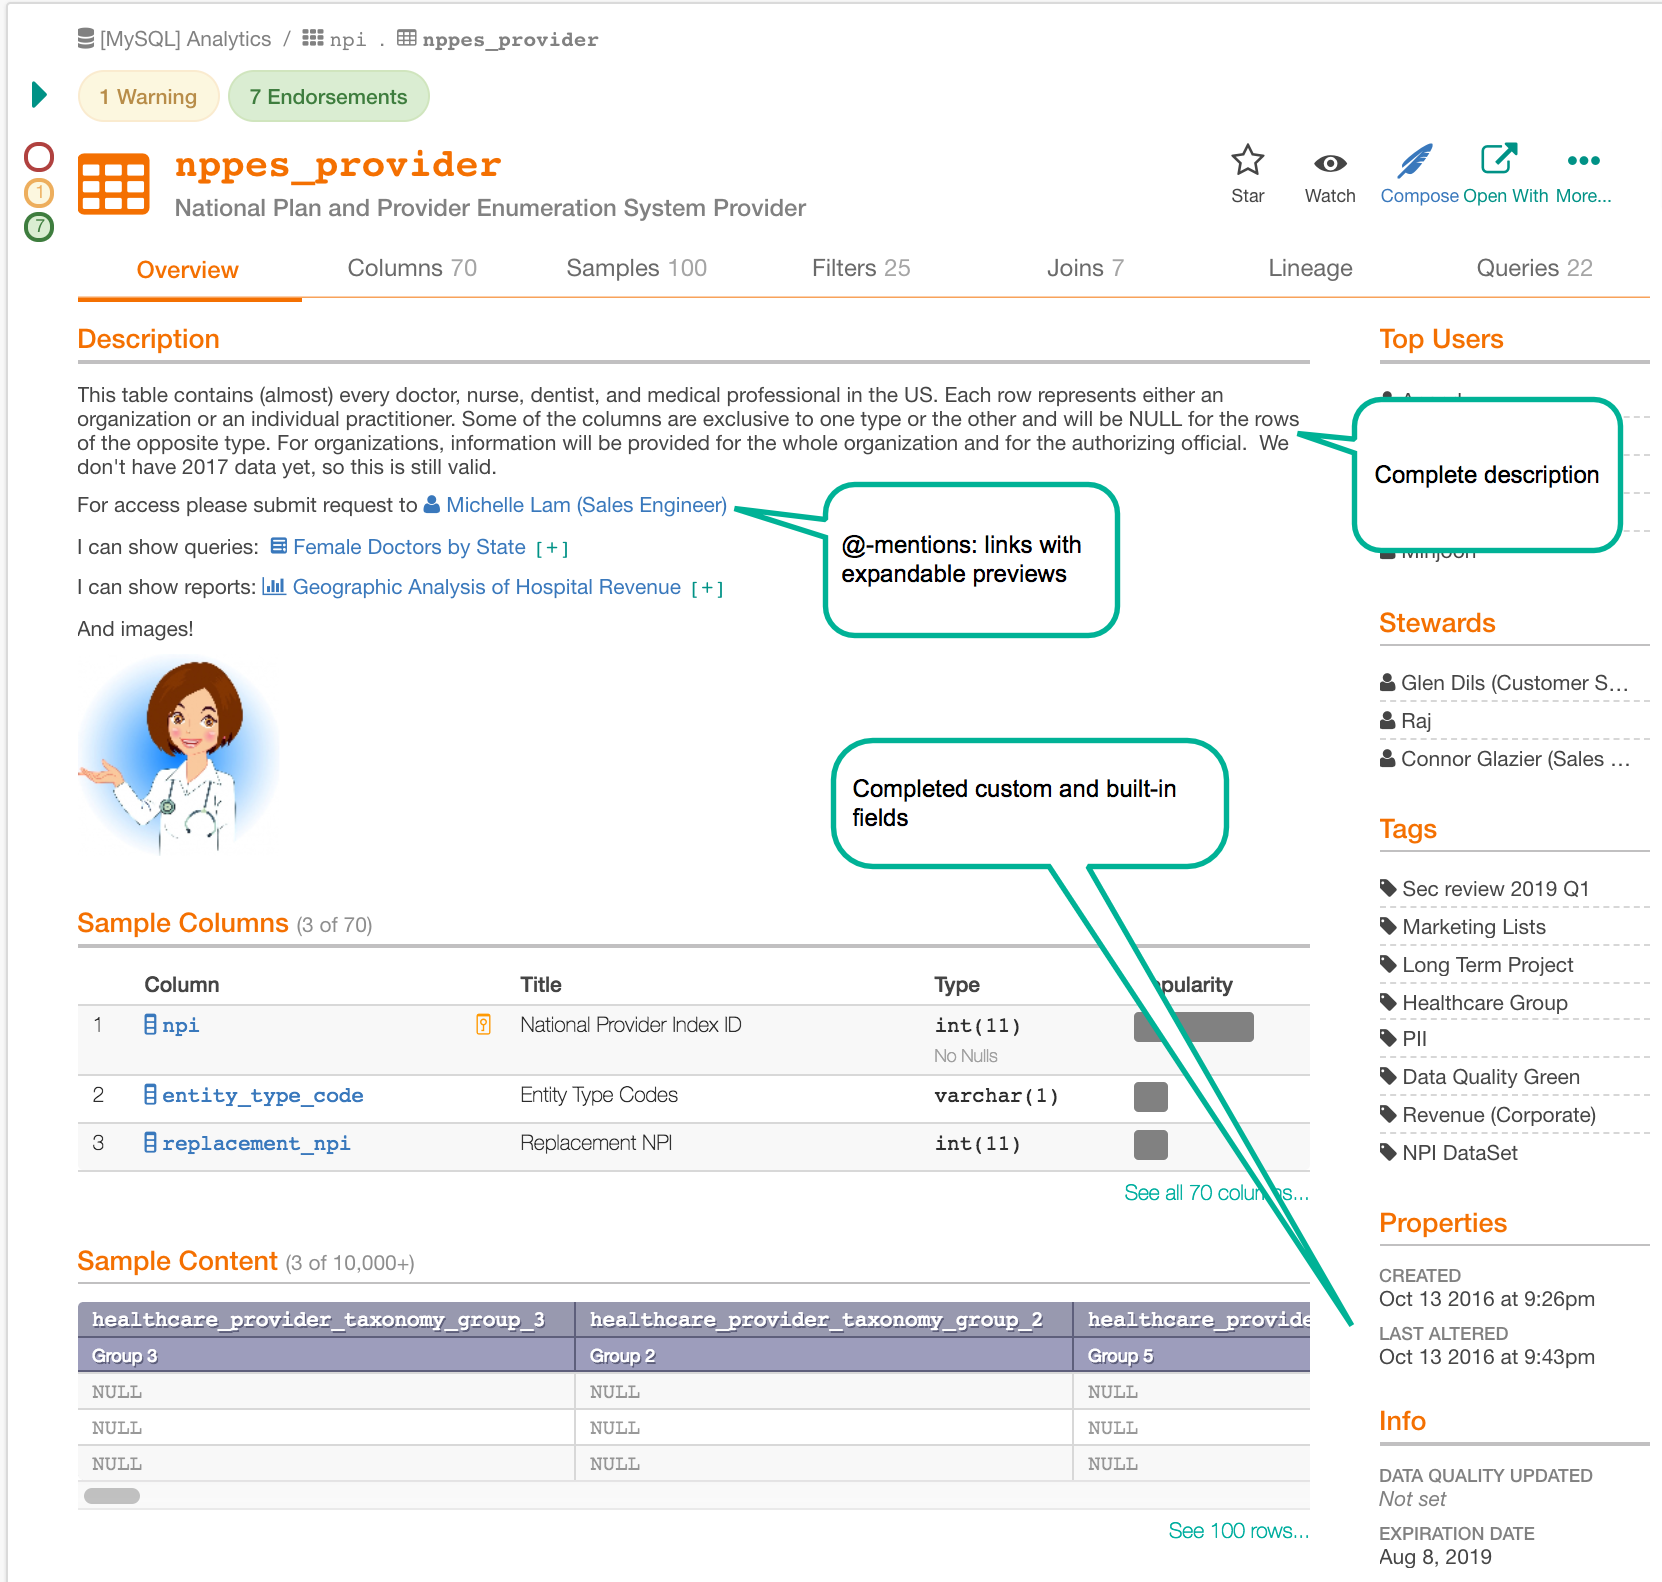 [MySQL] Analytics / npi . nppes_provider
1 Warning 7 Endorsements
nppes_provider
1
7
National Plan and Provider Enumeration System Provider
Star Watch Compose Open With More...
Overview Columns 70 Samples 100 Filters 25 Joins 7 Lineage Queries 22
Description
This table contains (almost) every doctor, nurse, dentist, and medical professional in the US. Each row represents either an
organization or an individual practitioner. Some of the columns are exclusive to one type or the other and will be NULL for the rows
of the opposite type. For organizations, information will be provided for the whole organization and for the authorizing official.  We
don't have 2017 data yet, so this is still valid.
For access please submit request to Michelle Lam (Sales Engineer)
I can show queries: Female Doctors by State [+]
I can show reports: Geographic Analysis of Hospital Revenue [+]
And images!
@-mentions: links with
expandable previews
Complete description
Completed custom and built-in
fields
Sample Columns (3 of 70)
Column Title Type pularity
1 npi National Provider Index ID int(11)
No Nulls
2 entity_type_code Entity Type Codes varchar(1)
3 replacement_npi Replacement NPI int(11)
See all 70 columns...
Sample Content (3 of 10,000+)
healthcare_provider_taxonomy_group_3 healthcare_provider_taxonomy_group_2 healthcare_provide
Group 3 Group 2 Group 5
NULL NULL NULL
NULL NULL NULL
NULL NULL NULL
See 100 rows...
Top Users
Minjoon
Stewards
Glen Dils (Customer S...
Raj
Connor Glazier (Sales ...
Tags
Sec review 2019 Q1
Marketing Lists
Long Term Project
Healthcare Group
PII
Data Quality Green
Revenue (Corporate)
NPI DataSet
Properties
CREATED
Oct 13 2016 at 9:26pm
LAST ALTERED
Oct 13 2016 at 9:43pm
Info
DATA QUALITY UPDATED
Not set
EXPIRATION DATE
Aug 8, 2019